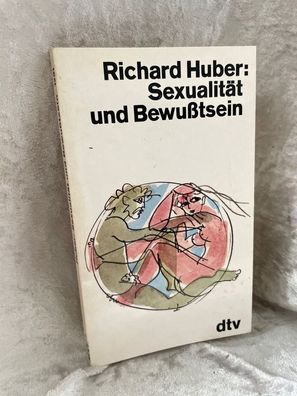 Richard Huber:
Sexualität
und Bewußtsein
dtv